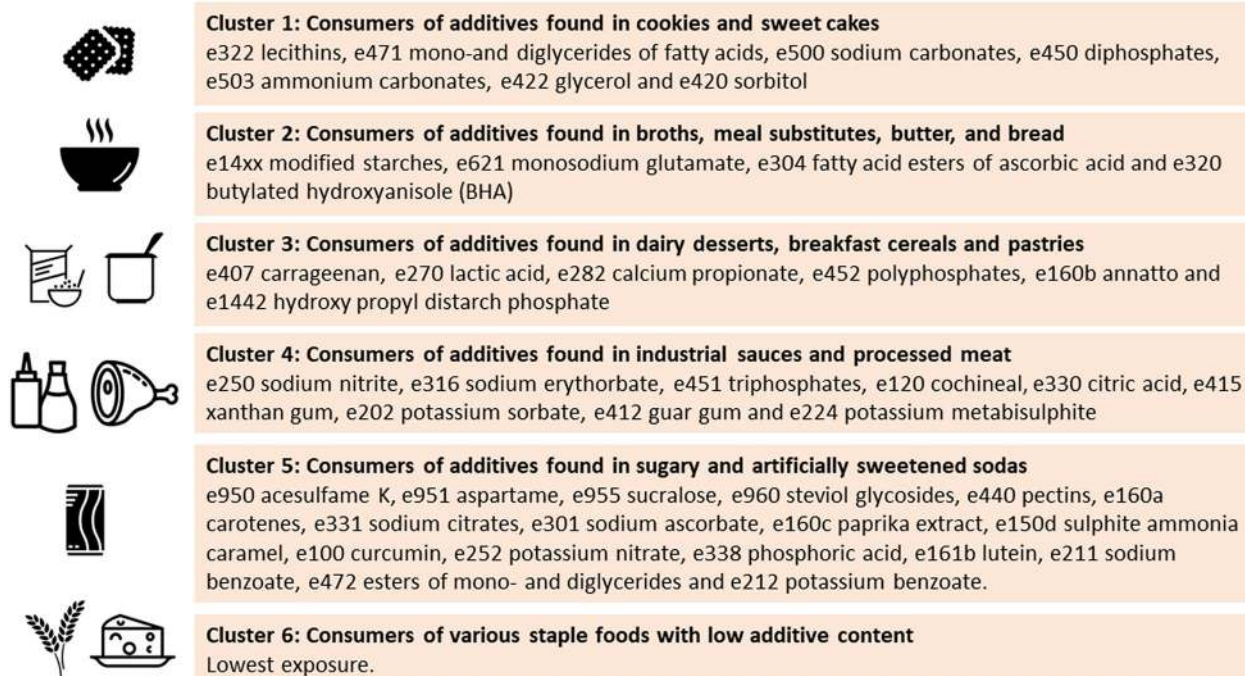 Cluster 1: Consumers of additives found in cookies and sweet cakes
e322 lecithins, e471 mono-and diglycerides of fatty acids, e500 sodium carbonates, e450 diphosphates,
e503 ammonium carbonates, e422 glycerol and e420 sorbitol
Cluster 2: Consumers of additives found in broths, meal substitutes, butter, and bread
e14xx modified starches, e621 monosodium glutamate, e304 fatty acid esters of ascorbic acid and e320
butylated hydroxyanisole (BHA)
Cluster 3: Consumers of additives found in dairy desserts, breakfast cereals and pastries
e407 carrageenan, e270 lactic acid, e282 calcium propionate, e452 polyphosphates, e160b annatto and
e1442 hydroxy propyl distarch phosphate
Cluster 4: Consumers of additives found in industrial sauces and processed meat
e250 sodium nitrite, e316 sodium erythorbate, e451 triphosphates, e120 cochineal, e330 citric acid, e415
xanthan gum, e202 potassium sorbate, e412 guar gum and e224 potassium metabisulphite
Cluster 5: Consumers of additives found in sugary and artificially sweetened sodas
e950 acesulfame K, e951 aspartame, e955 sucralose, e960 steviol glycosides, e440 pectins, e160a
carotenes, e331 sodium citrates, e301 sodium ascorbate, e160c paprika extract, e150d sulphite ammonia
caramel, e100 curcumin, e252 potassium nitrate, e338 phosphoric acid, e161b lutein, e211 sodium
benzoate, e472 esters of mono- and diglycerides and e212 potassium benzoate.
Cluster 6: Consumers of various staple foods with low additive content
Lowest exposure.